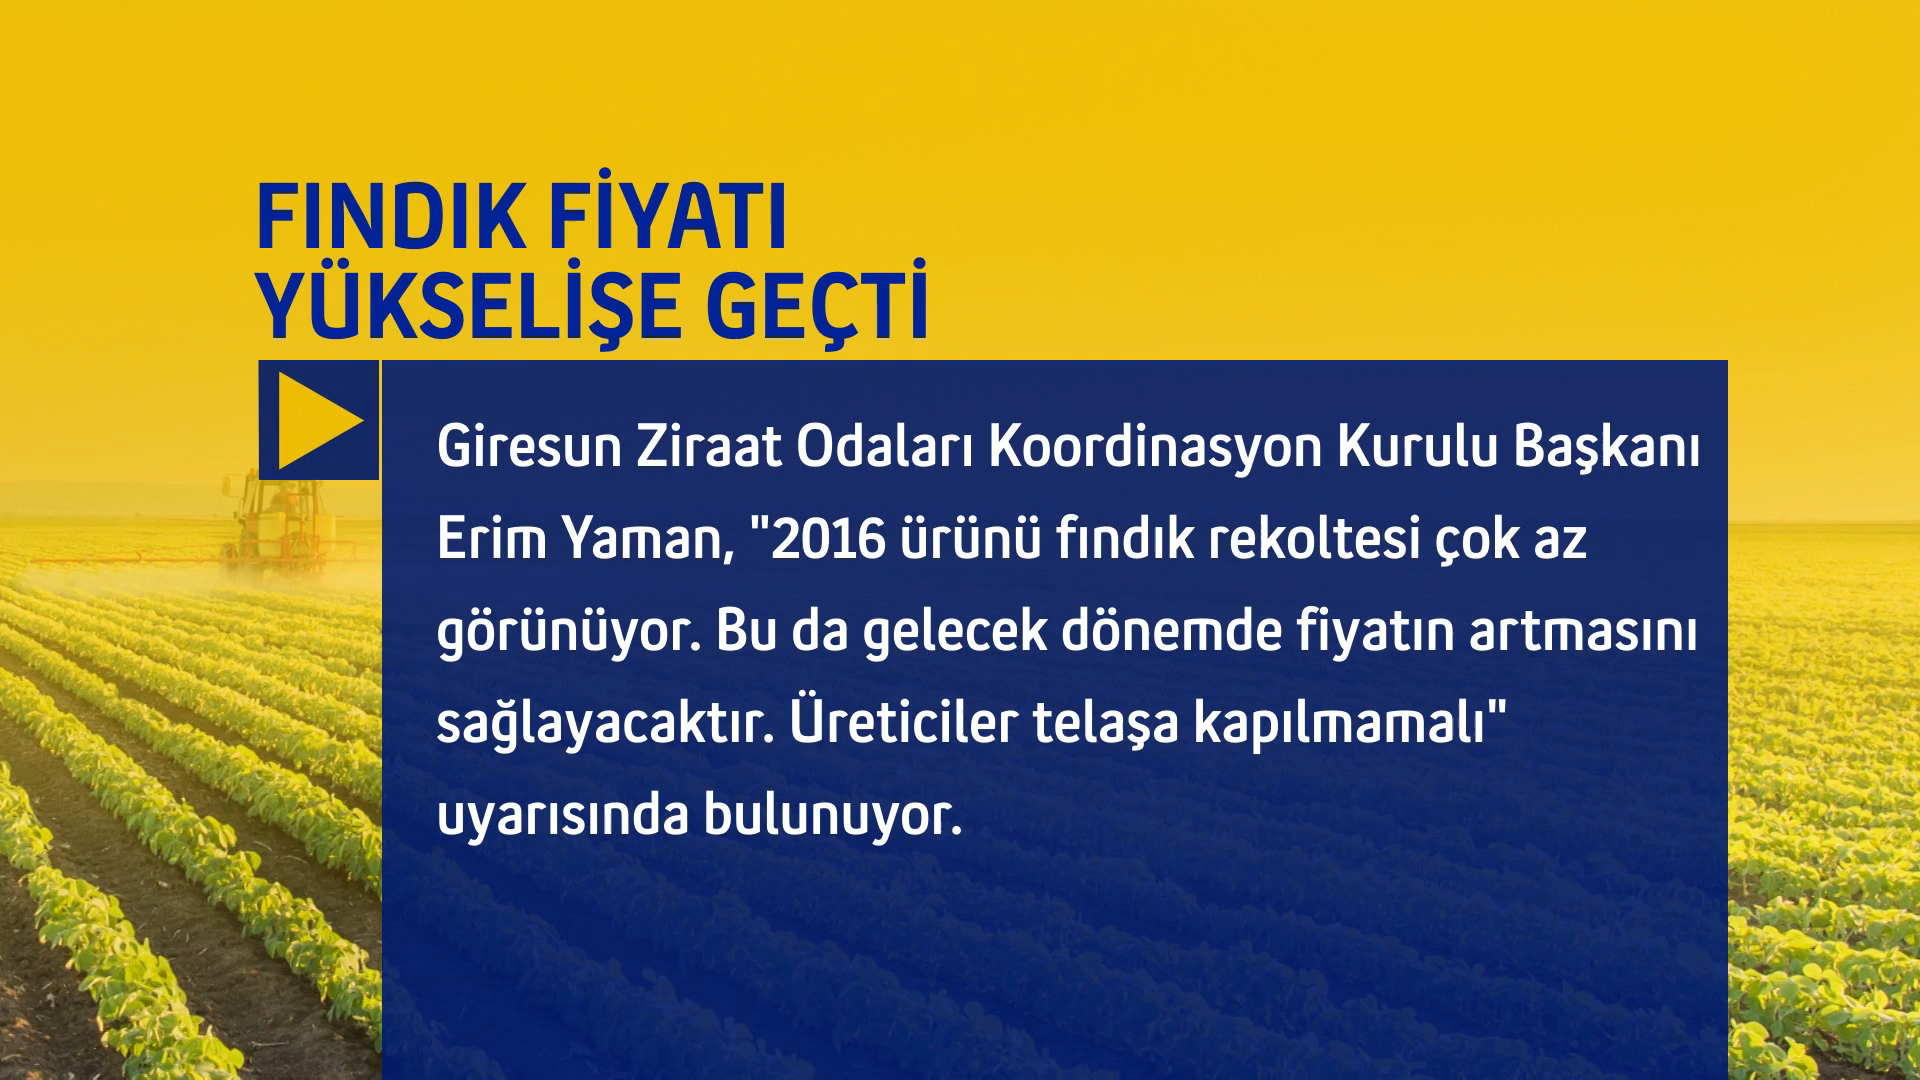 FINDIK FİYATI
YÜKSELİŞE GEÇTİ
Giresun Ziraat Odaları Koordinasyon Kurulu Başkanı
Erim Yaman, "2016 ürünü fındık rekoltesi çok az
görünüyor. Bu da gelecek dönemde fiyatın artmasını
sağlayacaktır. Üreticiler telaşa kapılmamalı"
uyarısında bulunuyor.